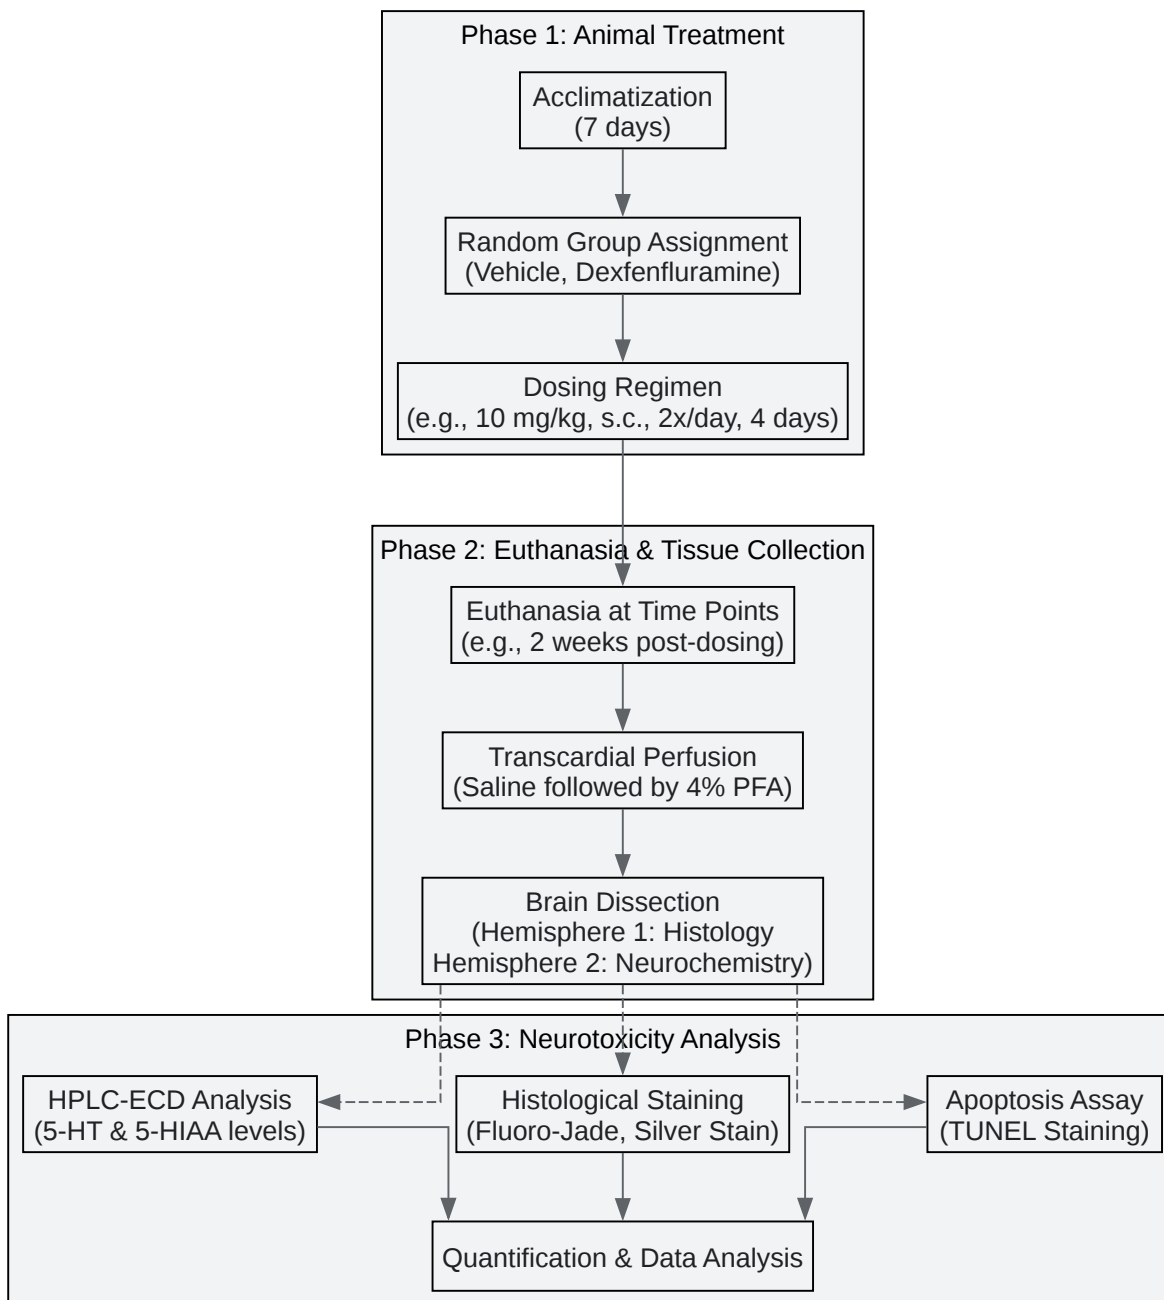 Phase 1: Animal Treatment
Acclimatization
(7 days)
Random Group Assignment
(Vehicle, Dexfenfluramine)
Dosing Regimen
(e.g., 10 mg/kg, s.c., 2x/day, 4 days)
Phase 2: Euthanasia & Tissue Collection
Euthanasia at Time Points
(e.g., 2 weeks post-dosing)
Transcardial Perfusion
(Saline followed by 4% PFA)
Brain Dissection
(Hemisphere 1: Histology
Hemisphere 2: Neurochemistry)
Phase 3: Neurotoxicity Analysis
HPLC-ECD Analysis
(5-HT & 5-HIAA levels)
Histological Staining
(Fluoro-Jade, Silver Stain)
Apoptosis Assay
(TUNEL Staining)
Quantification & Data Analysis